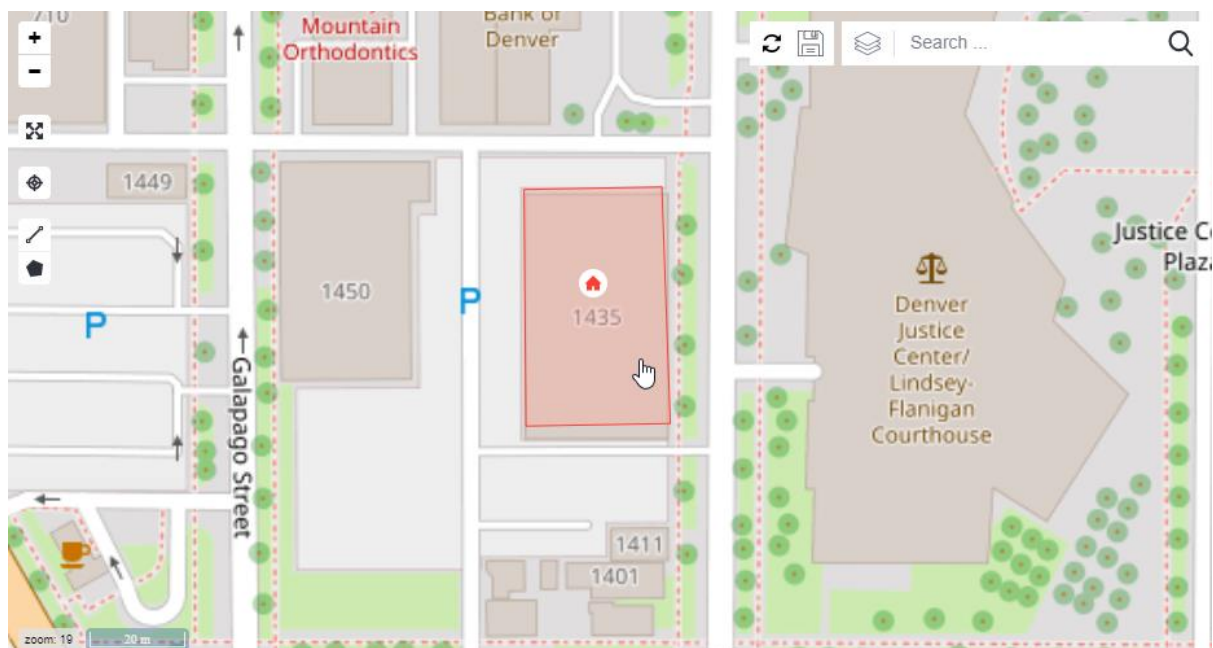 710
Mountain
Orthodontics
Bank of
Denver
Search ...
1449
1450
P
1435
P
Galapago Street
Denver
Justice
Center/
Lindsey-
Flanigan
Courthouse
Justice C
Plaz
1411
1401
zoom: 19
20 m